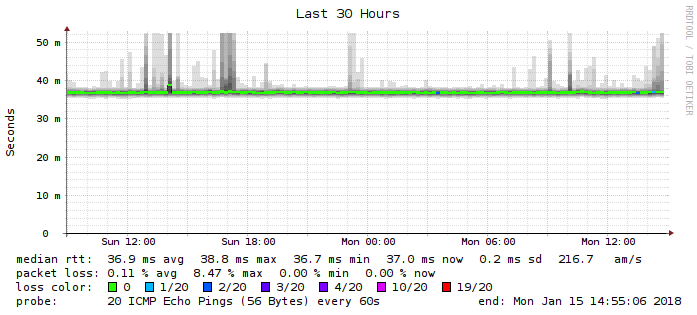 Last 30 Hours
RRDTOOL / TOBI OETIKER
Seconds
50 m
40 m
30 m
20 m
10 m
0
Sun 12:00 Sun 18:00 Mon 00:00 Mon 06:00 Mon 12:00
median rtt: 36.9 ms avg 38.8 ms max 36.7 ms min 37.0 ms now 0.2 ms sd 216.7 am/s
packet loss: 0.11 % avg 8.47 % max 0.00 % min 0.00 % now
loss color: 0 1/20 2/20 3/20 4/20 10/20 19/20
probe: 20 ICMP Echo Pings (56 Bytes) every 60s end: Mon Jan 15 14:55:06 2018